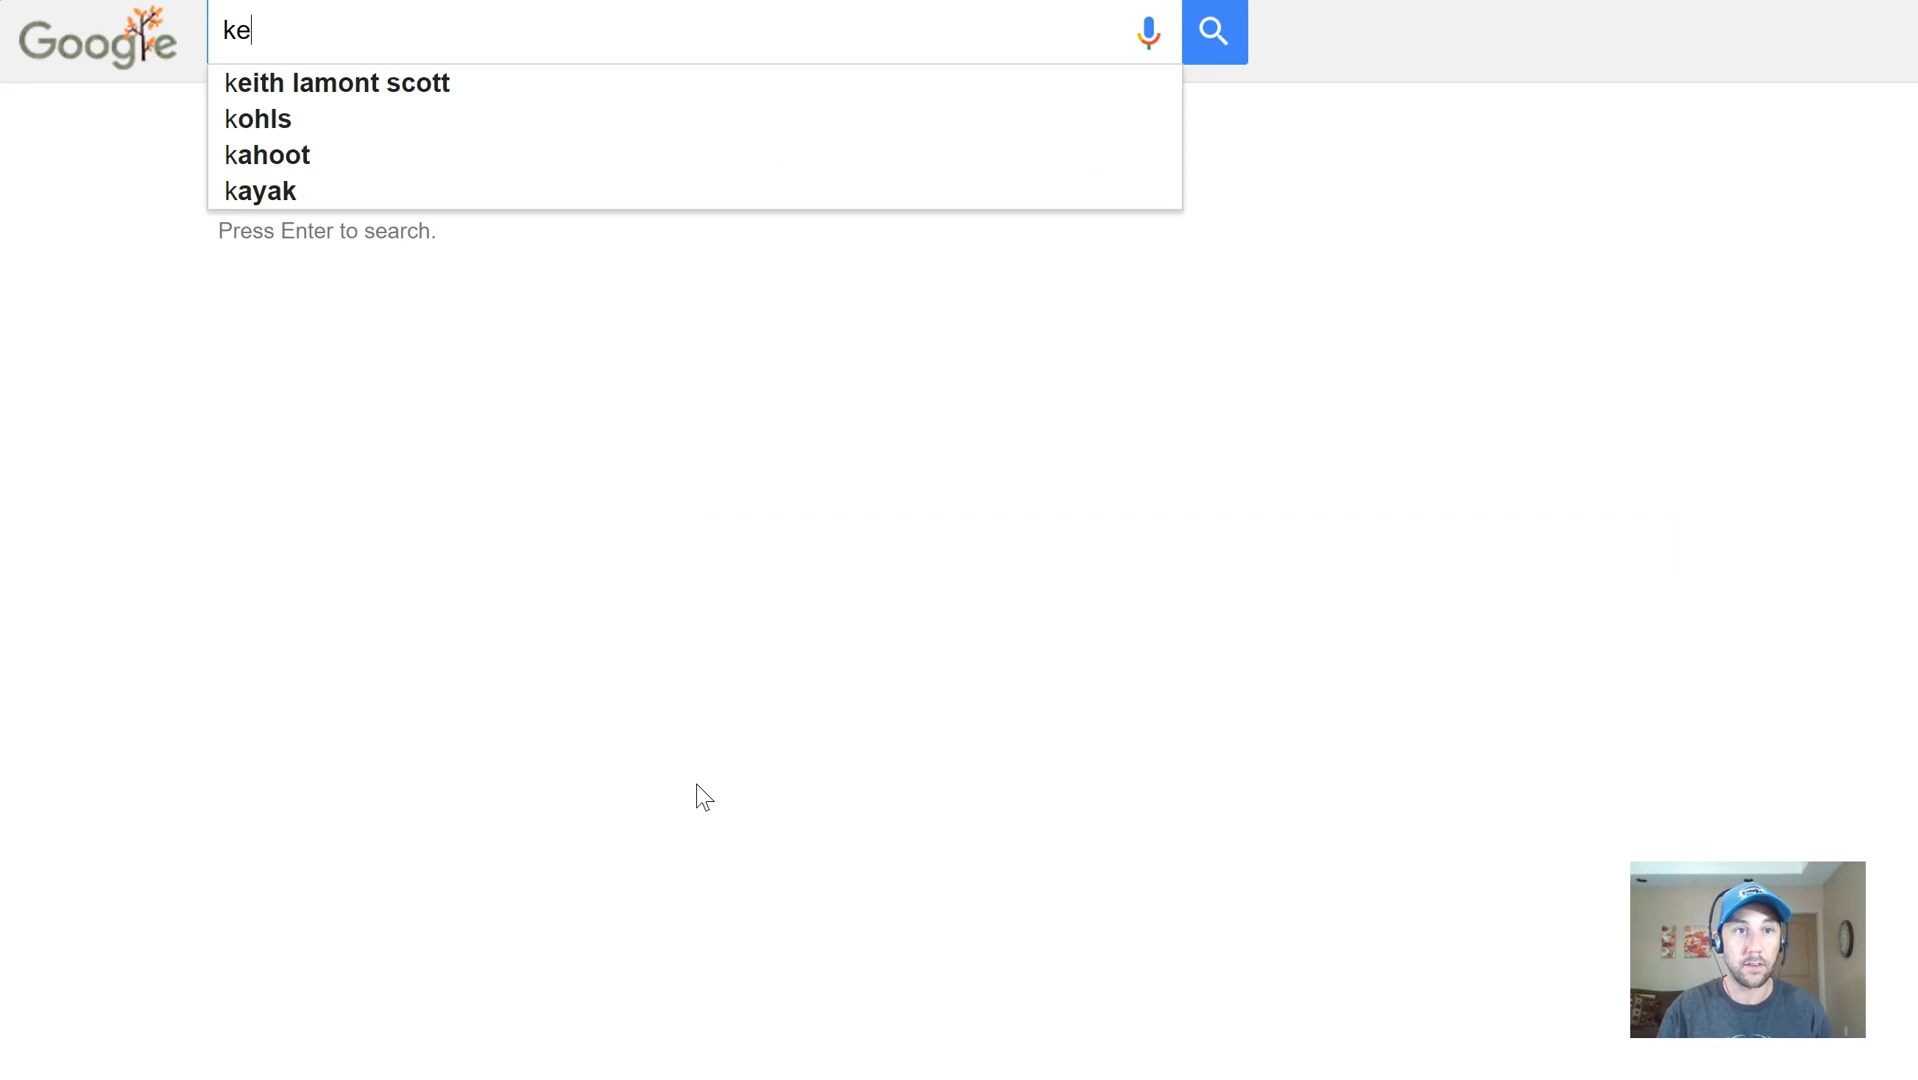 Google
ke
keith lamont scott
kohls
kahoot
kayak
Press Enter to search.